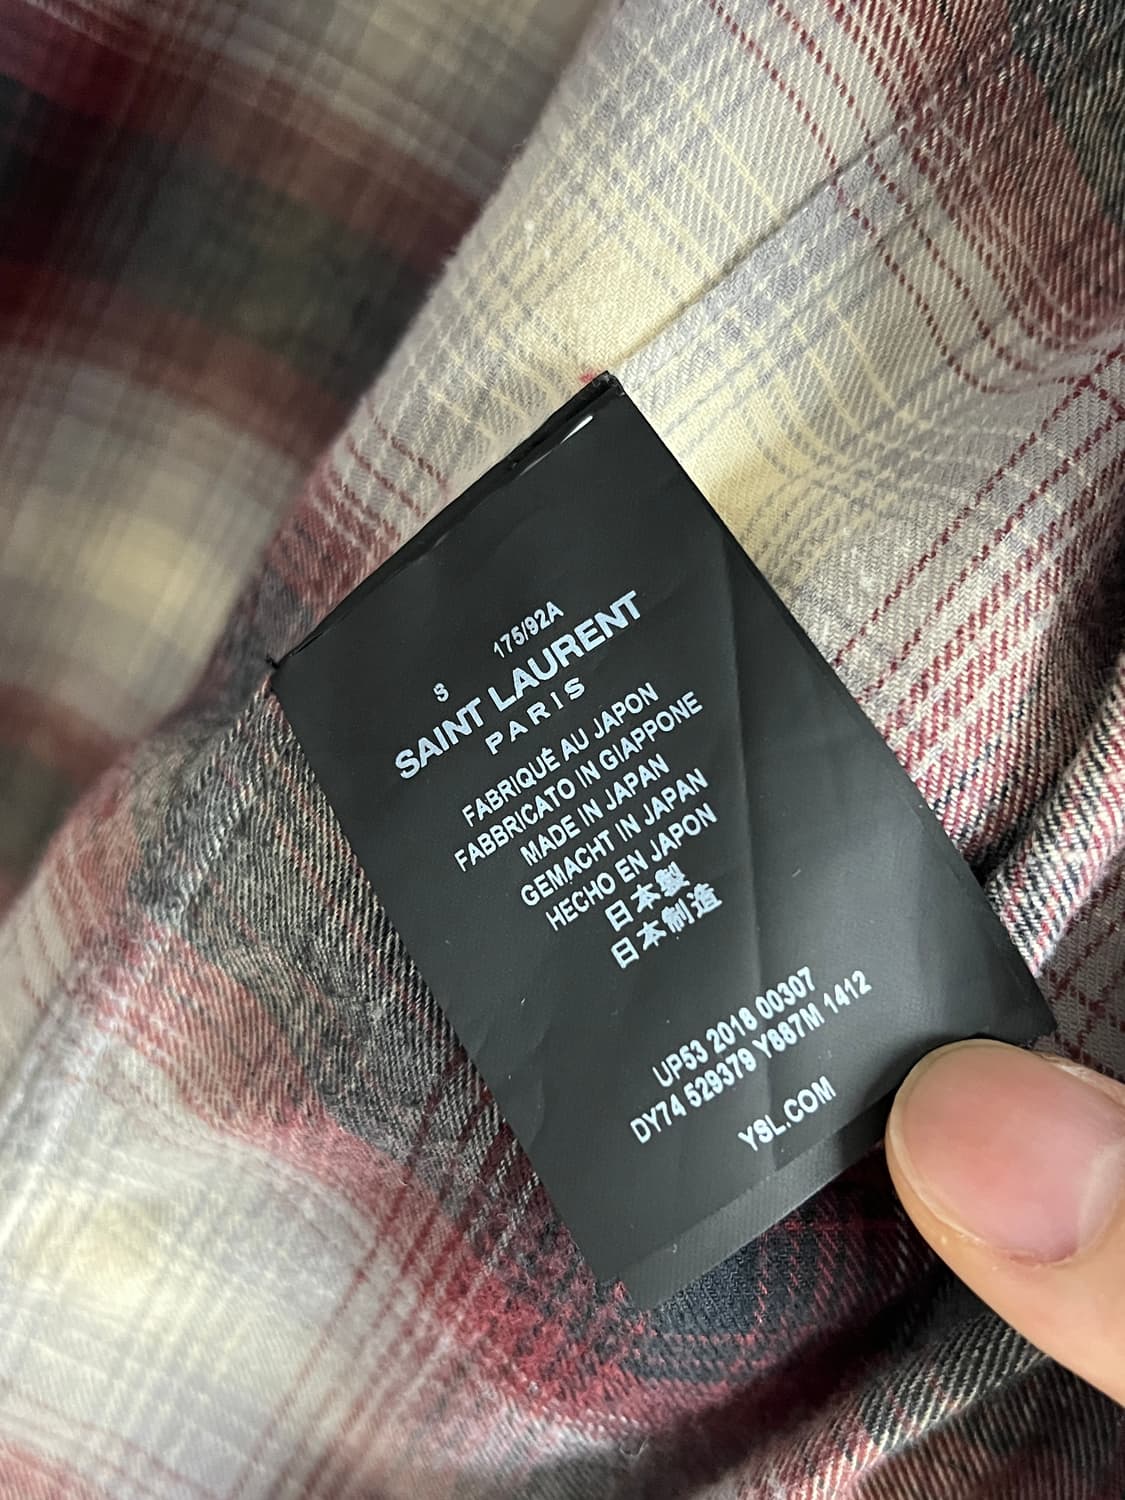 175/92A
S
SAINT LAURENT
PARIS
FABRIQUÉ AU JAPON
FABBRICATO IN GIAPPONE
MADE IN JAPAN
GEMACHT IN JAPAN
HECHO EN JAPON
日本製
日本制造
UP53 2018 00307
DY74 529379 Y887M 1412
YSL.COM